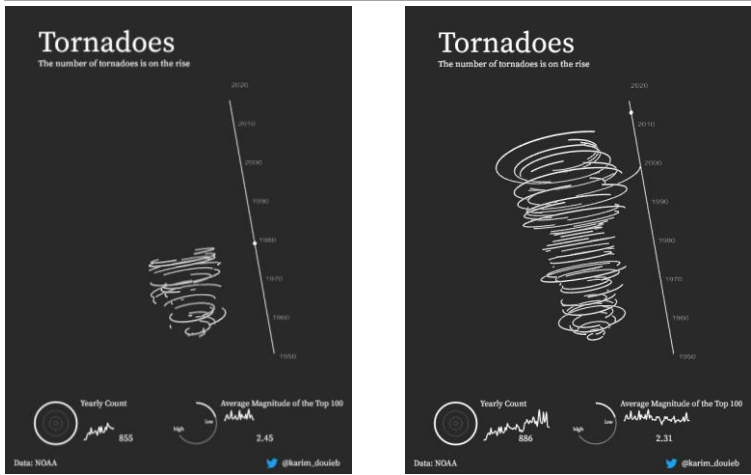 Tornadoes
The number of tornadoes is on the rise
2020
2010
2000
1990
1980
1970
1960
1950
Yearly Count
855
Average Magnitude of the Top 100
Low
High
2.45
Data: NOAA
@karim_douieb
Tornadoes
The number of tornadoes is on the rise
2020
2010
2000
1990
1980
1970
1960
1950
Yearly Count
886
Average Magnitude of the Top 100
Low
High
2.31
Data: NOAA
@karim_douieb